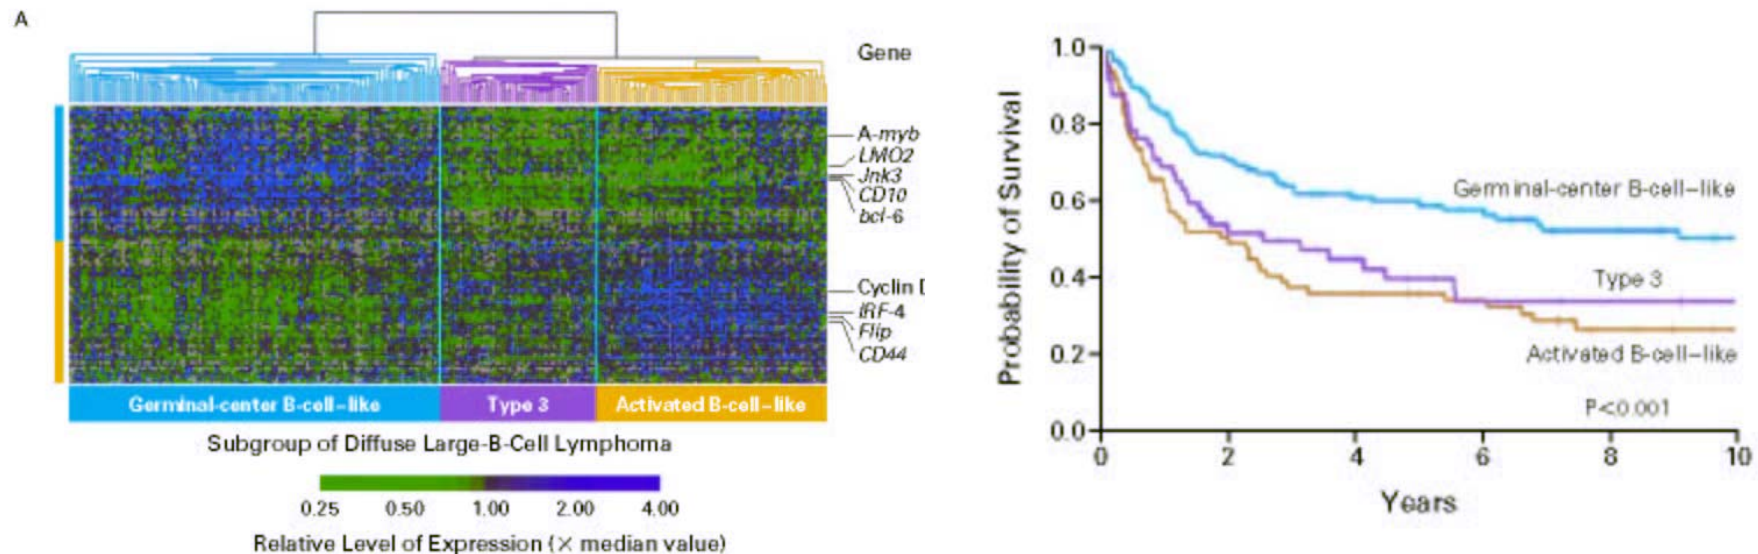 A
Gene
A-myb
LMO2
Jnk3
CD10
bcl-6
Cyclin D
IRF-4
Flip
CD44
Germinal-center B-cell-like Type 3 Activated B-cell-like
Subgroup of Diffuse Large-B-Cell Lymphoma
0.25 0.50 1.00 2.00 4.00
Relative Level of Expression (× median value)
Probability of Survival
1.0
0.8
0.6
0.4
0.2
0.0
Germinal-center B-cell-like
Type 3
Activated B-cell-like
P<0.001
0 2 4 6 8 10
Years